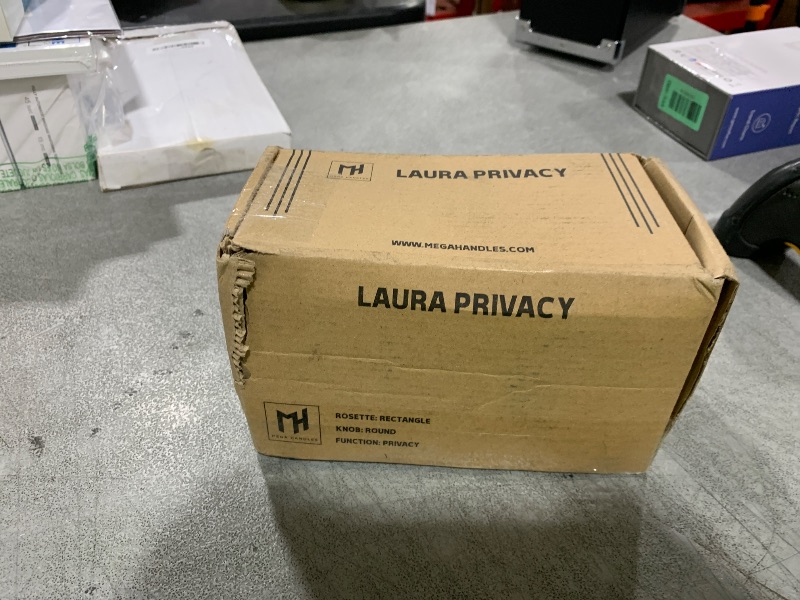 MH
LAURA PRIVACY
WWW.MEGAHANDLES.COM
LAURA PRIVACY
MH
MEGA HANDLES
ROSETTE: RECTANGLE
KNOB: ROUND
FUNCTION: PRIVACY